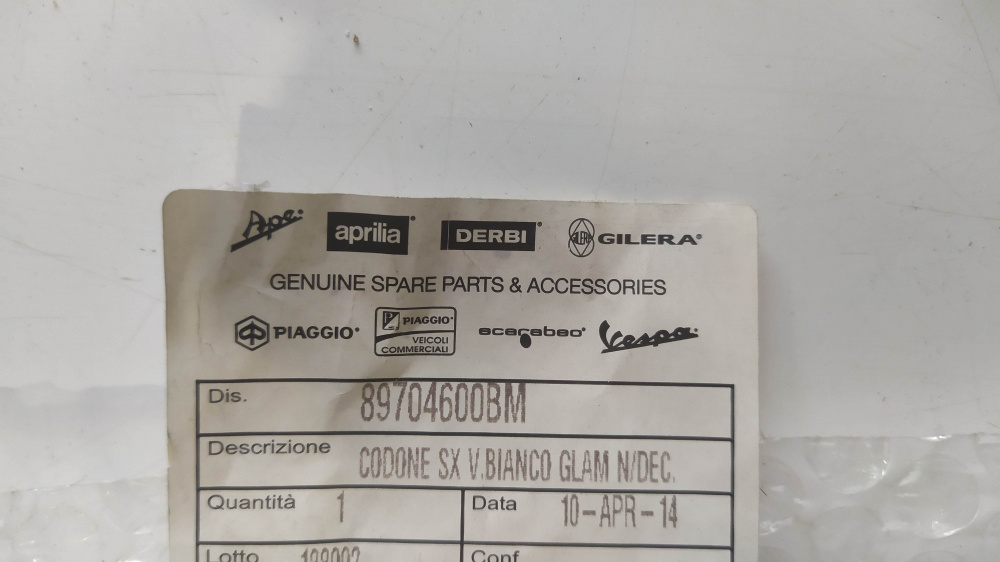 Ape
aprilia DERBI GILERA
GENUINE SPARE PARTS & ACCESSORIES
PIAGGIO PIAGGIO VEICOLI COMMERCIALI scarabeo Vespa
Dis. 89704600BM
Descrizione CODONE SX V.BIANCO GLAM N/DEC.
Quantità 1 Data 10-APR-14
Lotto Conf